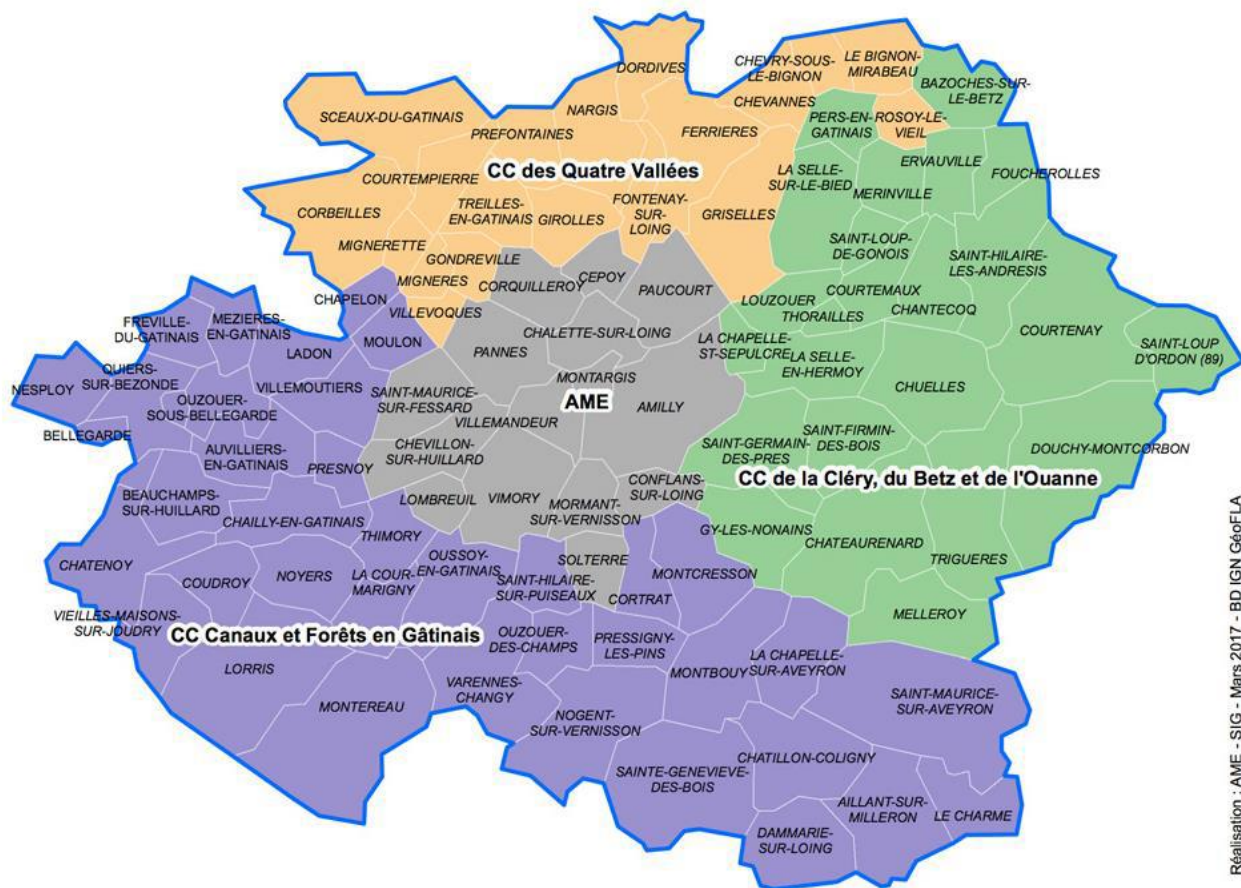 DORDIVES
CHEVRY-SOUS-
LE-BIGNON
LE BIGNON-
MIRABEAU
BAZOCHES-SUR-
LE-BETZ
NARGIS
CHEVANNES
SCEAUX-DU-GATINAIS
PREFONTAINES
FERRIERES
PERS-EN-
GATINAIS
ROSOY-LE-
VIEIL
ERVAUVILLE
FOUCHEROLLES
CC des Quatre Vallées
LA SELLE-
SUR-LE-BIED
MERINVILLE
COURTEMPIERRE
CORBEILLES
TREILLES-
EN-GATINAIS
GIROLLES
FONTENAY-
SUR-
LOING
GRISELLES
MIGNERETTE
GONDREVILLE
SAINT-LOUP-
DE-GONOIS
SAINT-HILAIRE-
LES-ANDRESIS
MIGNERES
CORQUILLEROY
CEPOY
PAUCOURT
CHAPELON
VILLEVOQUES
LOUZOUER
COURTEMAUX
THORAILLES
CHANTECOQ
FREVILLE-
DU-GATINAIS
MEZIERES-
EN-GATINAIS
LADON
MOULON
CHALETTE-SUR-LOING
PANNES
LA CHAPELLE-
ST-SEPULCRE
LA SELLE-
EN-HERMOY
COURTENAY
SAINT-LOUP
D'ORDON (89)
NESPLOY
QUIERS-
SUR-BEZONDE
VILLEMOUTIERS
OUZOUER-
SOUS-BELLEGARDE
SAINT-MAURICE-
SUR-FESSARD
MONTARGIS
AME
AMILLY
CHUELLES
BELLEGARDE
AUVILLIERS-
EN-GATINAIS
VILLEMANDEUR
CHEVILLON-
SUR-HUILLARD
PRESNOY
SAINT-GERMAIN-
DES-PRES
SAINT-FIRMIN-
DES-BOIS
DOUCHY-MONTCORBON
CC de la Cléry, du Betz et de l'Ouanne
BEAUCHAMPS-
SUR-HUILLARD
CHAILLY-EN-GATINAIS
LOMBREUIL
VIMORY
MORMANT-
SUR-VERNISSON
CONFLANS-
SUR-LOING
THIMORY
GY-LES-NONAINS
CHATEAURENARD
TRIGUERES
CHATENOY
COUDROY
NOYERS
LA COUR-
MARIGNY
OUSSOY-
EN-GATINAIS
SOLTERRE
SAINT-HILAIRE-
SUR-PUISEAUX
CORTRAT
MONTCRESSON
MELLEROY
VIEILLES-MAISONS-
SUR-JOUDRY
CC Canaux et Forêts en Gâtinais
OUZOUER-
DES-CHAMPS
PRESSIGNY-
LES-PINS
LORRIS
MONTBOUY
LA CHAPELLE-
SUR-AVEYRON
VARENNES-
CHANGY
MONTEREAU
NOGENT-
SUR-VERNISSON
SAINT-MAURICE-
SUR-AVEYRON
SAINTE-GENEVIEVE-
DES-BOIS
CHATILLON-COLIGNY
AILLANT-SUR-
MILLERON
LE CHARME
DAMMARIE-
SUR-LOING
Réalisation : AME - SIG - Mars 2017 - BD IGN GéoFLA